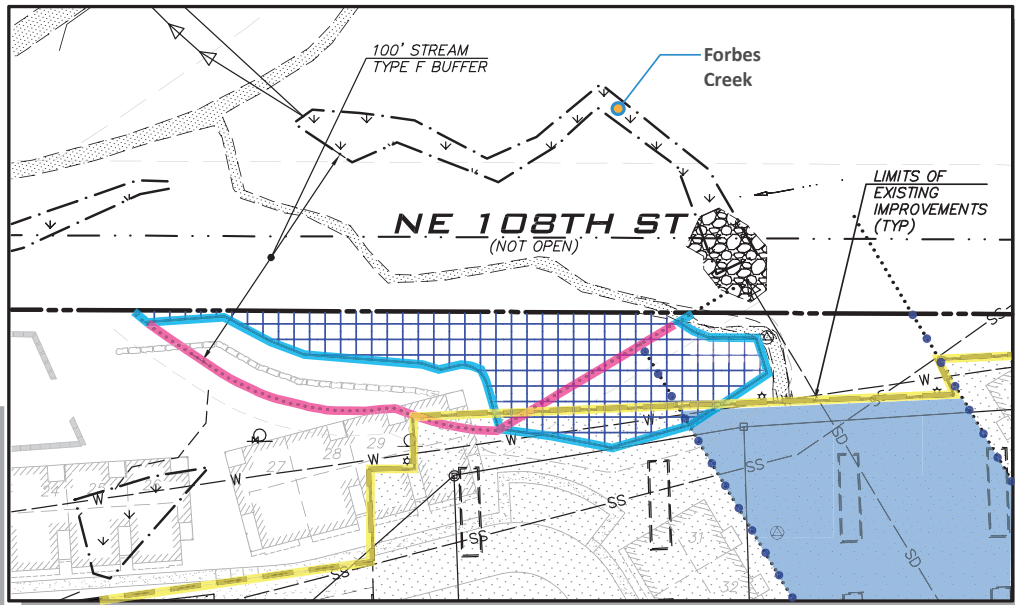 100' STREAM
TYPE F BUFFER
Forbes
Creek
LIMITS OF
EXISTING
IMPROVEMENTS
(TYP)
NE 108TH ST
(NOT OPEN)
SS
W
W
29
28
27
W
W
SD
SS
24
W
SS
31
SS
SS
SD
32